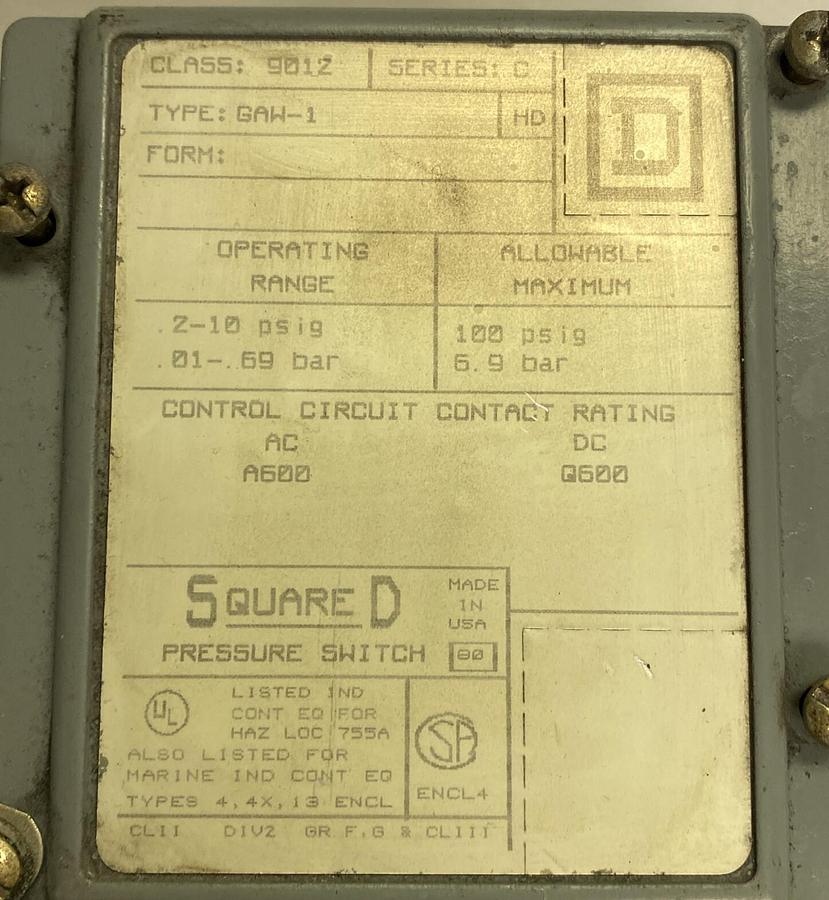 CLASS: 9012 SERIES: C
TYPE: GAW-1 HD
FORM:
D
OPERATING RANGE
ALLOWABLE MAXIMUM
.2-10 psig
.01-.69 bar
100 psig
6.9 bar
CONTROL CIRCUIT CONTACT RATING
AC DC
A600 Q600
SQUARE D
PRESSURE SWITCH
MADE
IN
USA
80
UL
LISTED IND
CONT EQ FOR
HAZ LOC 755A
ALSO LISTED FOR
MARINE IND CONT EQ
TYPES 4,4X,13 ENCL
SA
ENCL4
CLII DIV2 GR F,G & CLIII